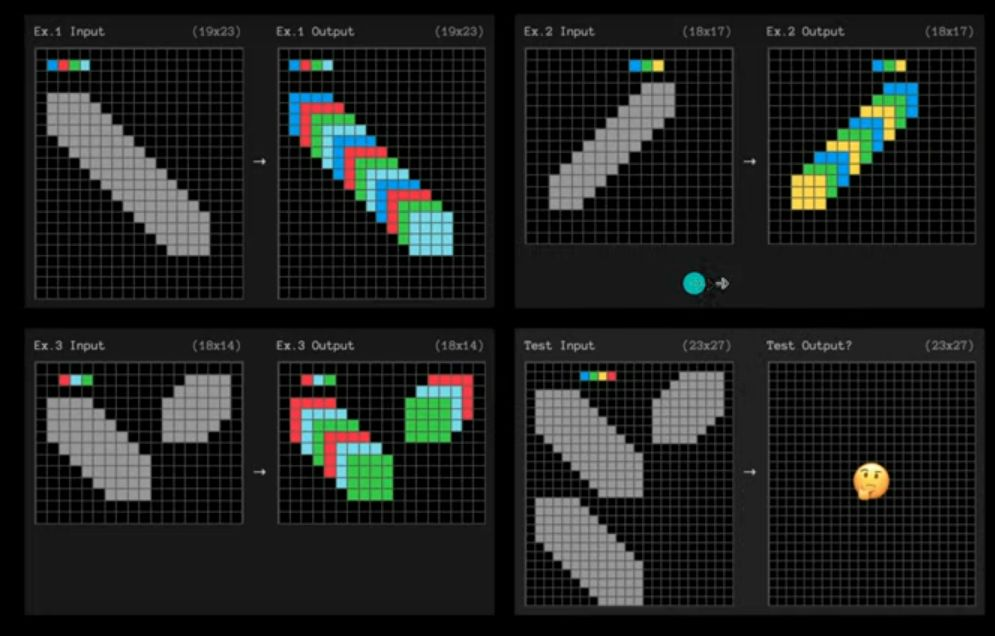 Ex.1 Input (19x23)
Ex.1 Output (19x23)
Ex.2 Input (18x17)
Ex.2 Output (18x17)
→
→
Ex.3 Input (18x14)
Ex.3 Output (18x14)
Test Input (23x27)
Test Output? (23x27)
→
→